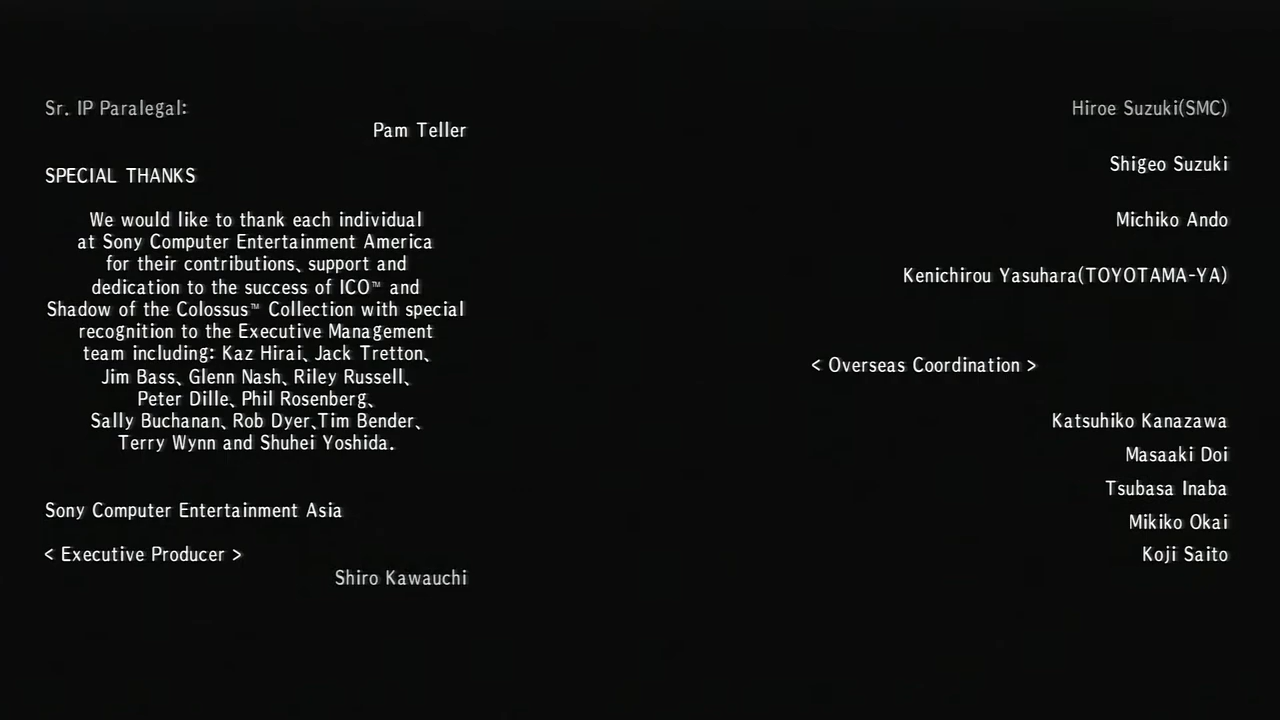 Sr. IP Paralegal:
Pam Teller
SPECIAL THANKS
We would like to thank each individual
at Sony Computer Entertainment America
for their contributions、support and
dedication to the success of ICO™ and
Shadow of the Colossus™ Collection with special
recognition to the Executive Management
team including: Kaz Hirai、Jack Tretton、
Jim Bass、Glenn Nash、Riley Russell、
Peter Dille、Phil Rosenberg、
Sally Buchanan、Rob Dyer、Tim Bender、
Terry Wynn and Shuhei Yoshida.
Sony Computer Entertainment Asia
< Executive Producer >
Shiro Kawauchi
Hiroe Suzuki(SMC)
Shigeo Suzuki
Michiko Ando
Kenichirou Yasuhara(TOYOTAMA-YA)
< Overseas Coordination >
Katsuhiko Kanazawa
Masaaki Doi
Tsubasa Inaba
Mikiko Okai
Koji Saito